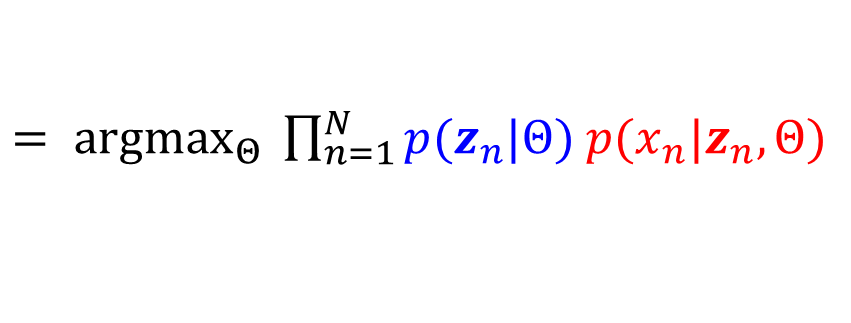 = argmax_Θ ∏_{n=1}^{N} p(𝒛_n|Θ) p(x_n|𝒛_n, Θ)